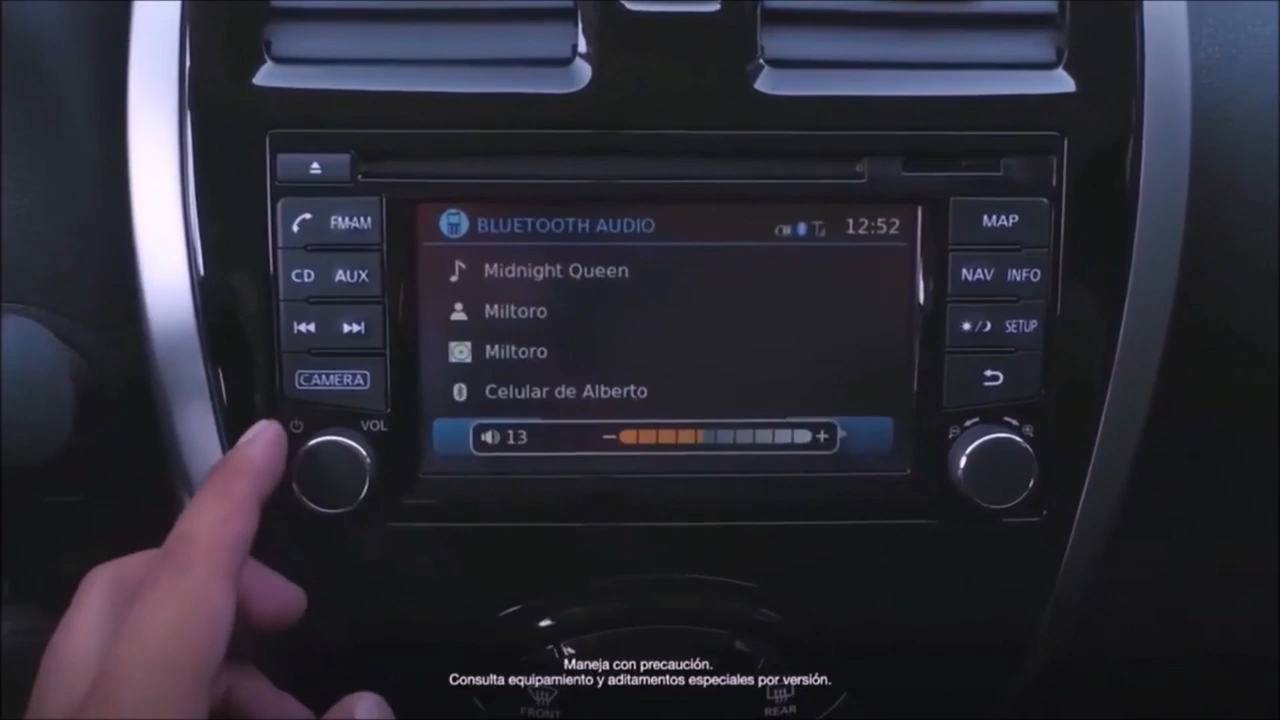 FM·AM
CD AUX
CAMERA
VOL
BLUETOOTH AUDIO 12:52
Midnight Queen
Miltoro
Miltoro
Celular de Alberto
13
MAP
NAV INFO
SETUP
Maneja con precaución.
Consulta equipamiento y aditamentos especiales por versión.
FRONT
REAR